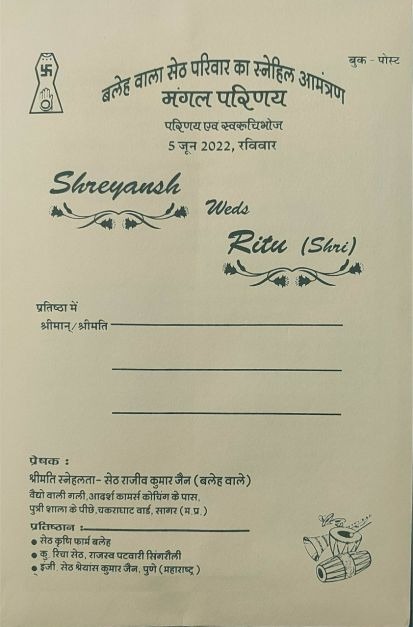 बुक - पोस्ट
बलेह वाला सेठ परिवार का स्नेहिल आमंत्रण
मंगल परिणय
परिणय एवं स्वरूचिभोज
5 जून 2022, रविवार
Shreyansh
Weds
Ritu (Shri)
प्रतिष्ठा में
श्रीमान्/श्रीमति
प्रेषक :
श्रीमति स्नेहलता- सेठ राजीव कुमार जैन (बलेह वाले)
वैद्यो वाली गली,आदर्श कामर्स कोचिंग के पास,
पुत्री शाला के पीछे,चकराघाट वार्ड, सागर (म.प्र.)
प्रतिष्ठान :
● सेठ कृषि फार्म बलेह
● कु. रिचा सेठ, राजस्व पटवारी सिंगरौली
● इंजी. सेठ श्रेयांस कुमार जैन, पुणे (महाराष्ट्र)